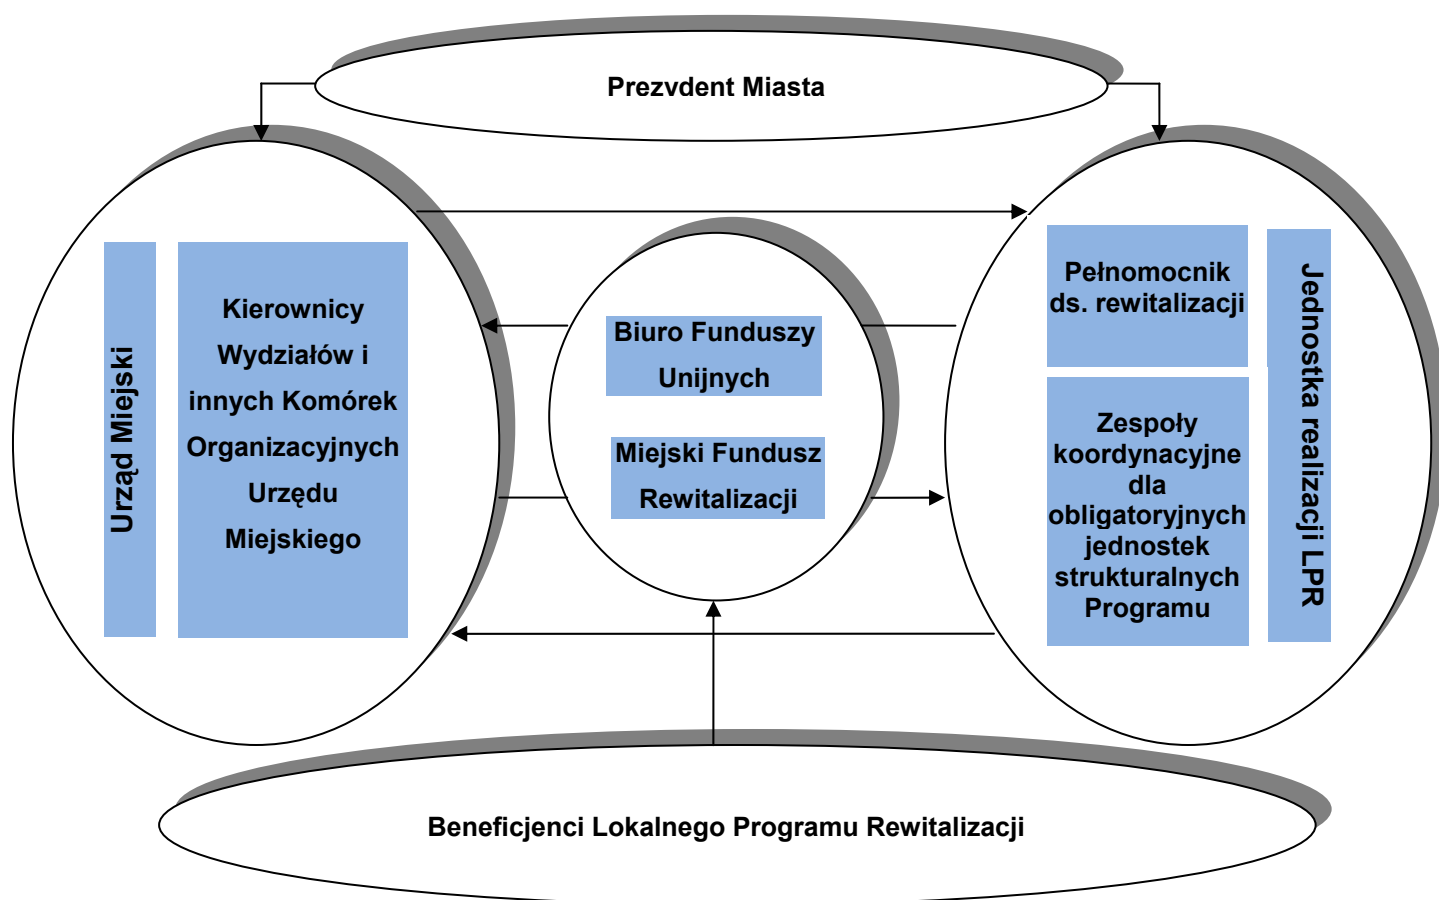 Prezydent Miasta
Urząd Miejski
Kierownicy
Wydziałów i
innych Komórek
Organizacyjnych
Urzędu
Miejskiego
Biuro Funduszy
Unijnych
Miejski Fundusz
Rewitalizacji
Pełnomocnik
ds. rewitalizacji
Zespoły
koordynacyjne
dla
obligatoryjnych
jednostek
strukturalnych
Programu
Jednostka realizacji LPR
Beneficjenci Lokalnego Programu Rewitalizacji